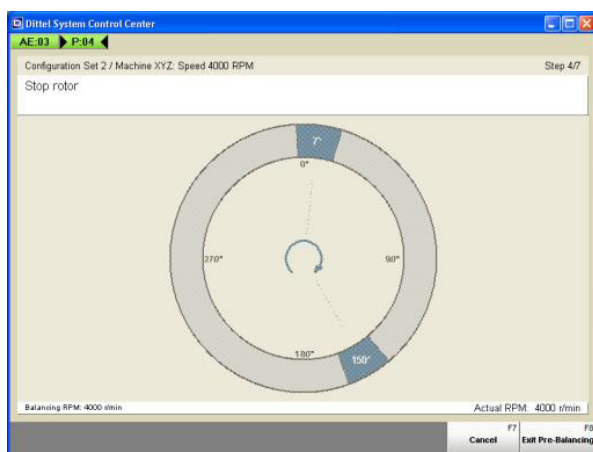 Dittel System Control Center
AE:03 P:04
Configuration Set 2 / Machine XYZ: Speed 4000 RPM Step 4/7
Stop rotor
7°
0°
270° 90°
180°
150°
Balancing RPM: 4000 r/min Actual RPM: 4000 r/min
F7 F8
Cancel Exit Pre-Balancing